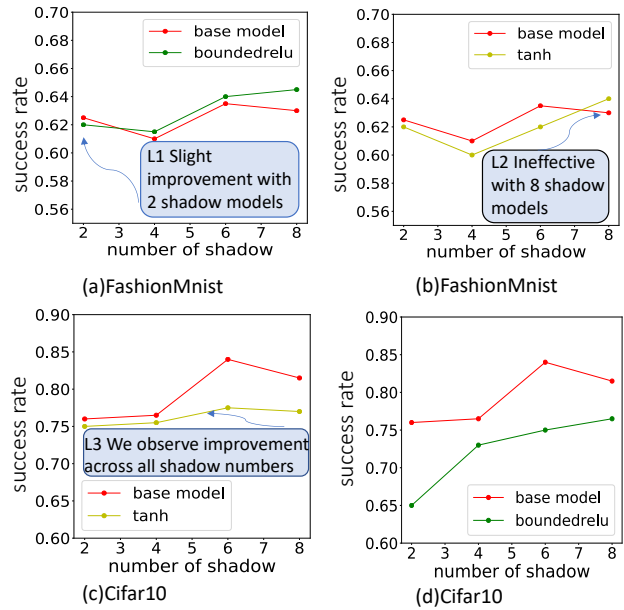 0.70
0.68
0.66
0.64
0.62
0.60
0.58
0.56
success rate
base model
boundedrelu
L1 Slight
improvement with
2 shadow models
2 3 4 5 6 7 8
number of shadow
(a)FashionMnist
0.70
0.68
0.66
0.64
0.62
0.60
0.58
0.56
success rate
base model
tanh
L2 Ineffective
with 8 shadow
models
2 3 4 5 6 7 8
number of shadow
(b)FashionMnist
0.90
0.85
0.80
0.75
0.70
0.65
0.60
success rate
L3 We observe improvement
across all shadow numbers
base model
tanh
2 3 4 5 6 7 8
number of shadow
(c)Cifar10
0.90
0.85
0.80
0.75
0.70
0.65
0.60
success rate
base model
boundedrelu
2 3 4 5 6 7 8
number of shadow
(d)Cifar10